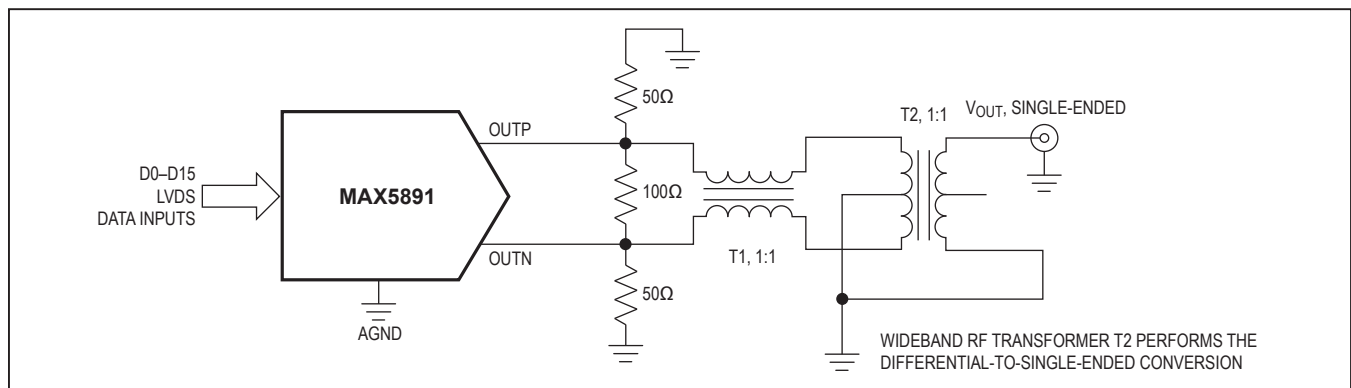 50Ω
T2, 1:1
V_OUT, SINGLE-ENDED
OUTP
D0–D15
LVDS
DATA INPUTS
MAX5891
100Ω
OUTN
T1, 1:1
50Ω
AGND
WIDEBAND RF TRANSFORMER T2 PERFORMS THE
DIFFERENTIAL-TO-SINGLE-ENDED CONVERSION